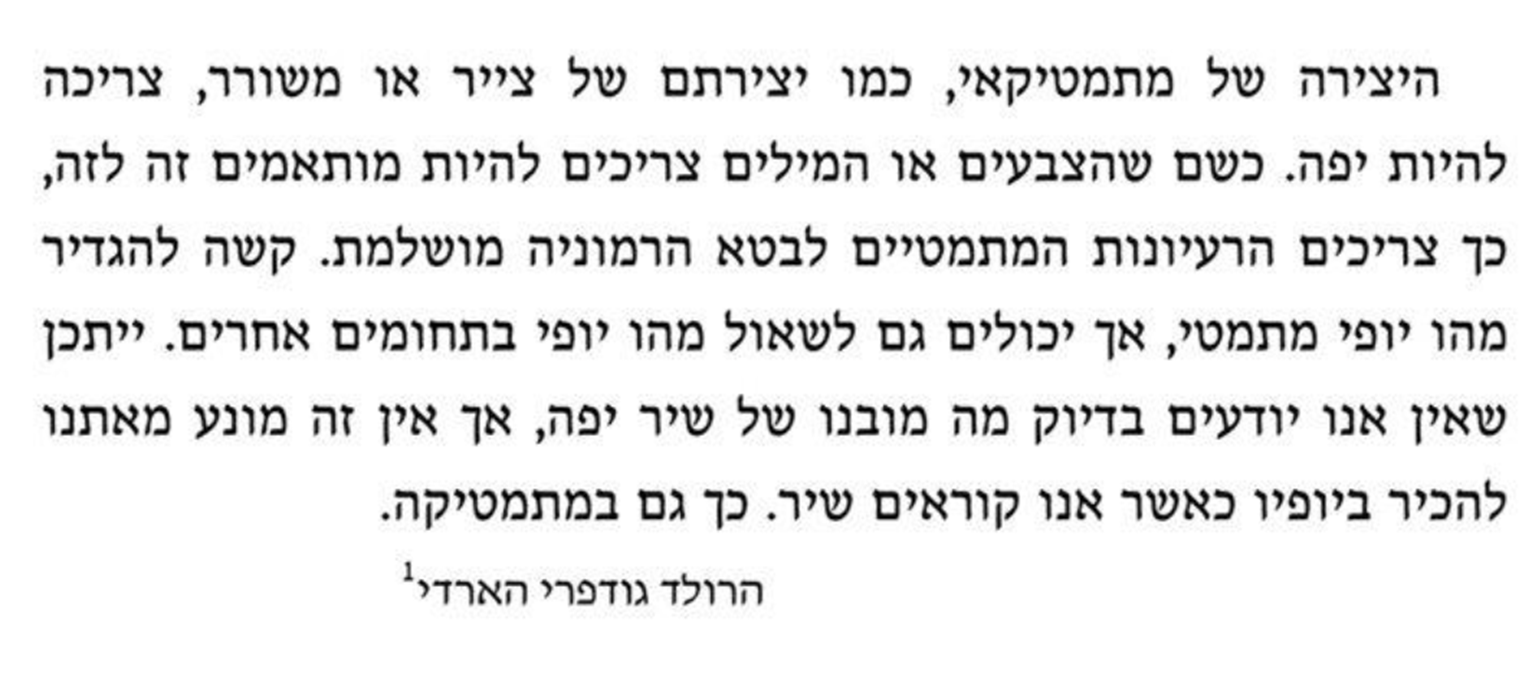 היצירה של מתמטיקאי, כמו יצירתם של צייר או משורר, צריכה
להיות יפה. כשם שהצבעים או המילים צריכים להיות מותאמים זה לזה,
כך צריכים הרעיונות המתמטיים לבטא הרמוניה מושלמת. קשה להגדיר
מהו יופי מתמטי, אך יכולים גם לשאול מהו יופי בתחומים אחרים. ייתכן
שאין אנו יודעים בדיוק מה מובנו של שיר יפה, אך אין זה מונע מאתנו
להכיר ביופיו כאשר אנו קוראים שיר. כך גם במתמטיקה.
הרולד גודפרי הארדי1